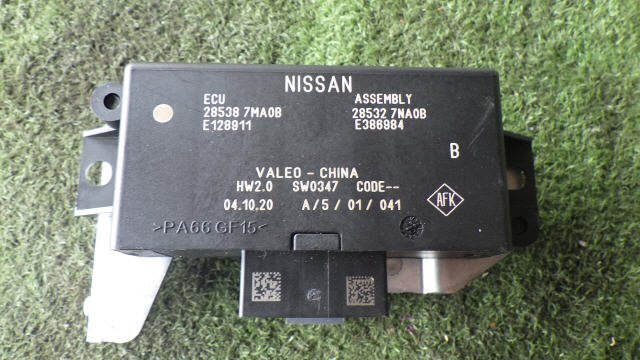 NISSAN
ECU ASSEMBLY
28538 7MA0B 28532 7NA0B
E128911 E386984
B
VALEO - CHINA
HW2.0 SW0347 CODE--
04.10.20 A/5/01/041
AFK
>PA66 GF15<